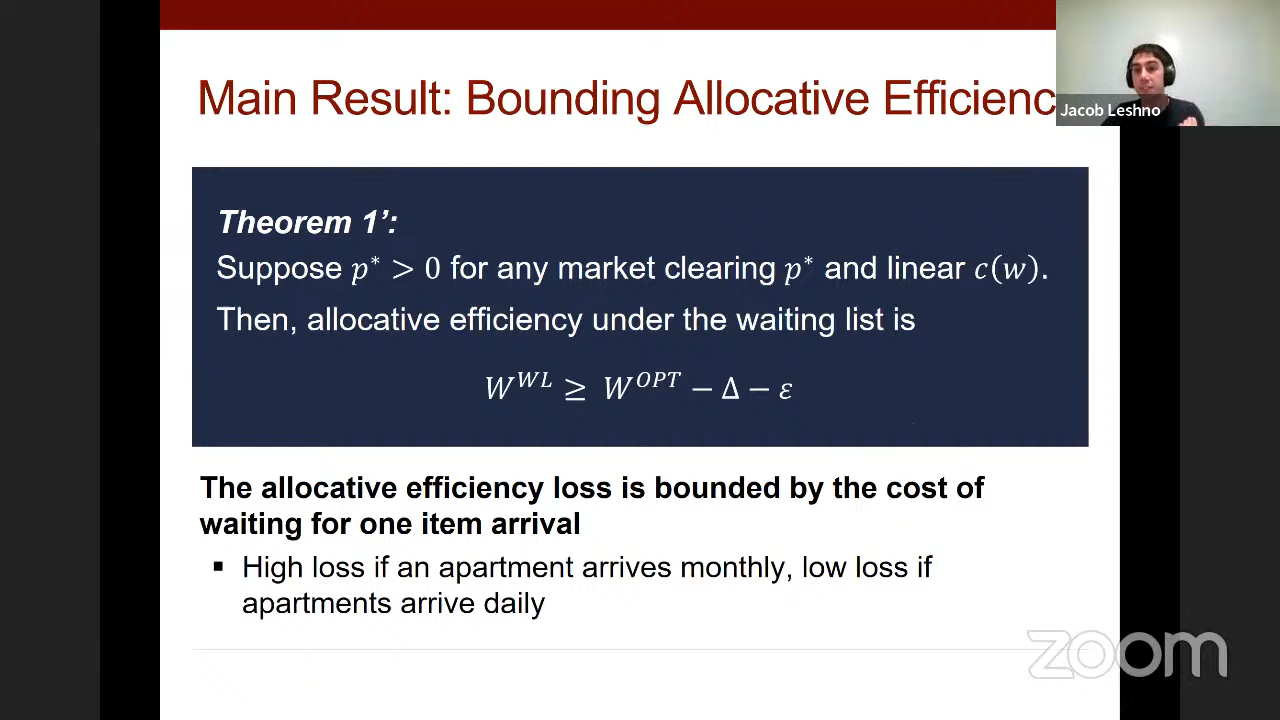 Main Result: Bounding Allocative Efficienc
Jacob Leshno
Theorem 1’:
Suppose 𝑝* > 0 for any market clearing 𝑝* and linear 𝑐(𝑤).
Then, allocative efficiency under the waiting list is
𝑊^𝑊𝐿 ≥ 𝑊^𝑂𝑃𝑇 − Δ − 𝜀
The allocative efficiency loss is bounded by the cost of
waiting for one item arrival
▪ High loss if an apartment arrives monthly, low loss if
apartments arrive daily
zoom